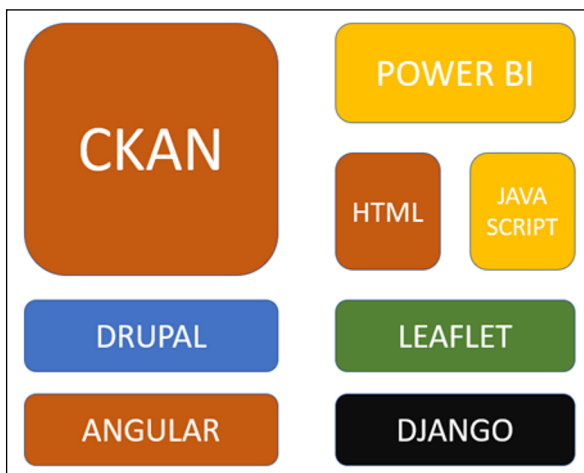 CKAN
POWER BI
HTML
JAVA
SCRIPT
DRUPAL
LEAFLET
ANGULAR
DJANGO